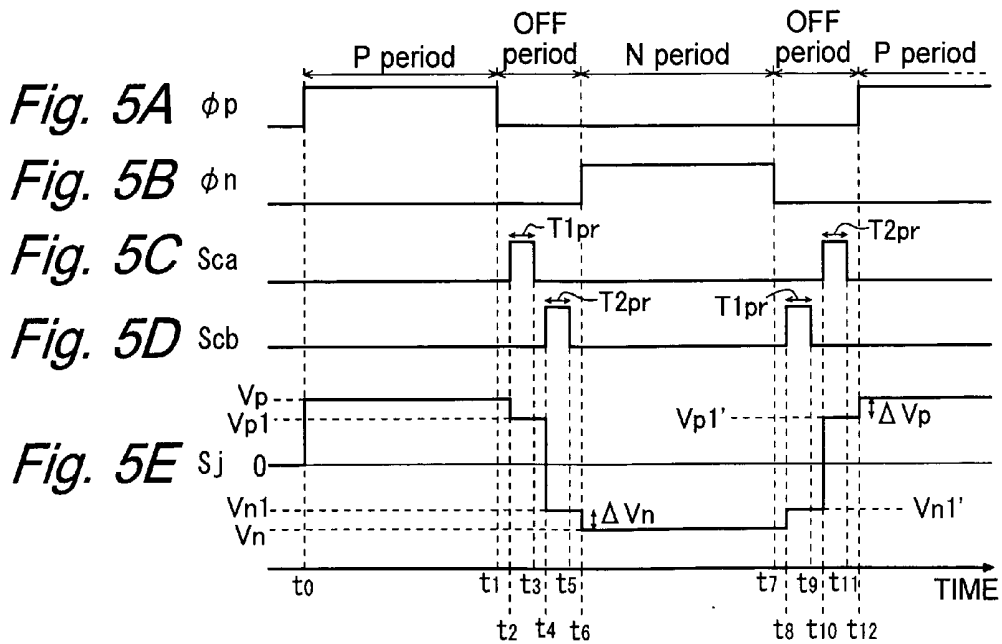 OFF period OFF period
P period N period P period
Fig. 5A φp
Fig. 5B φn
T1pr T2pr
Fig. 5C Sca
T2pr T1pr
Fig. 5D Scb
Vp
Vp1 Vp1' ΔVp
Fig. 5E Sj 0
Vn1 ΔVn Vn1'
Vn
t0 t1 t3 t5 t7 t9 t11 TIME
t2 t4 t6 t8 t10 t12